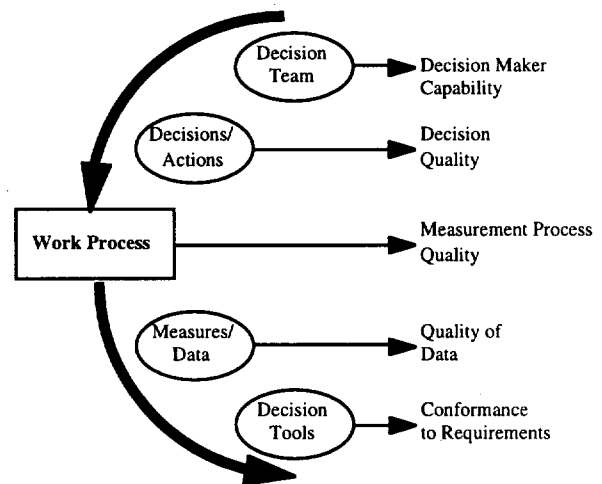 Decision
Team
Decision Maker
Capability
Decisions/
Actions
Decision
Quality
Work Process
Measurement Process
Quality
Measures/
Data
Quality of
Data
Decision
Tools
Conformance
to Requirements